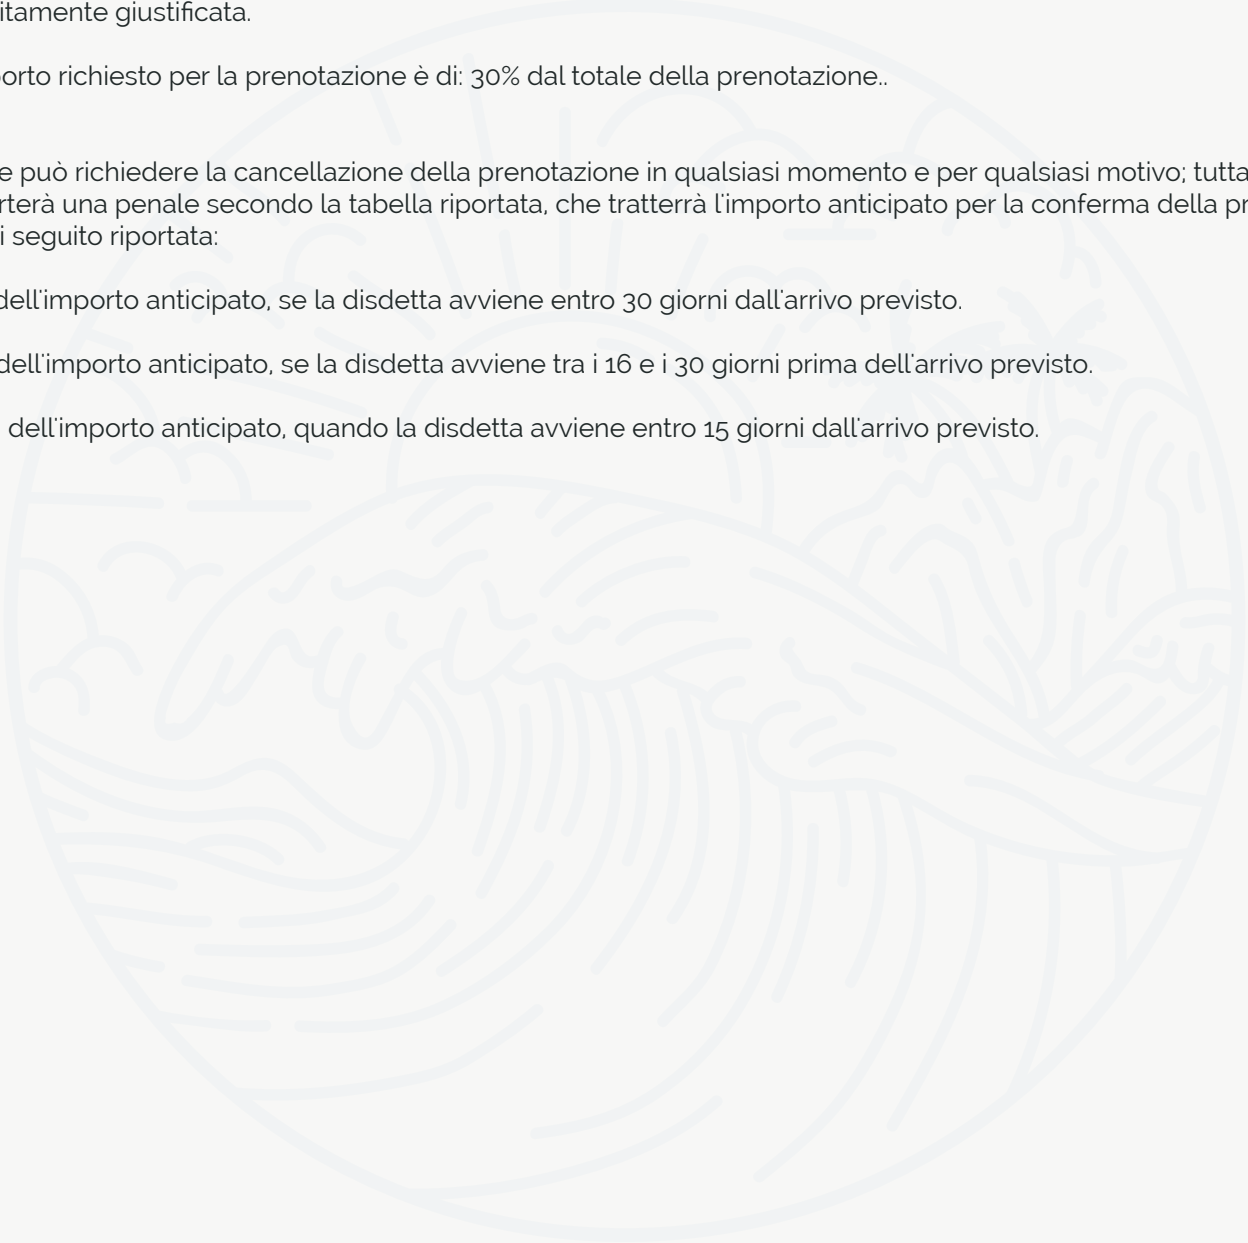 itamente giustificata.
orto richiesto per la prenotazione è di: 30% dal totale della prenotazione..
e può richiedere la cancellazione della prenotazione in qualsiasi momento e per qualsiasi motivo; tutta
rterà una penale secondo la tabella riportata, che tratterrà l'importo anticipato per la conferma della pr
i seguito riportata:
dell'importo anticipato, se la disdetta avviene entro 30 giorni dall'arrivo previsto.
dell'importo anticipato, se la disdetta avviene tra i 16 e i 30 giorni prima dell'arrivo previsto.
dell'importo anticipato, quando la disdetta avviene entro 15 giorni dall'arrivo previsto.